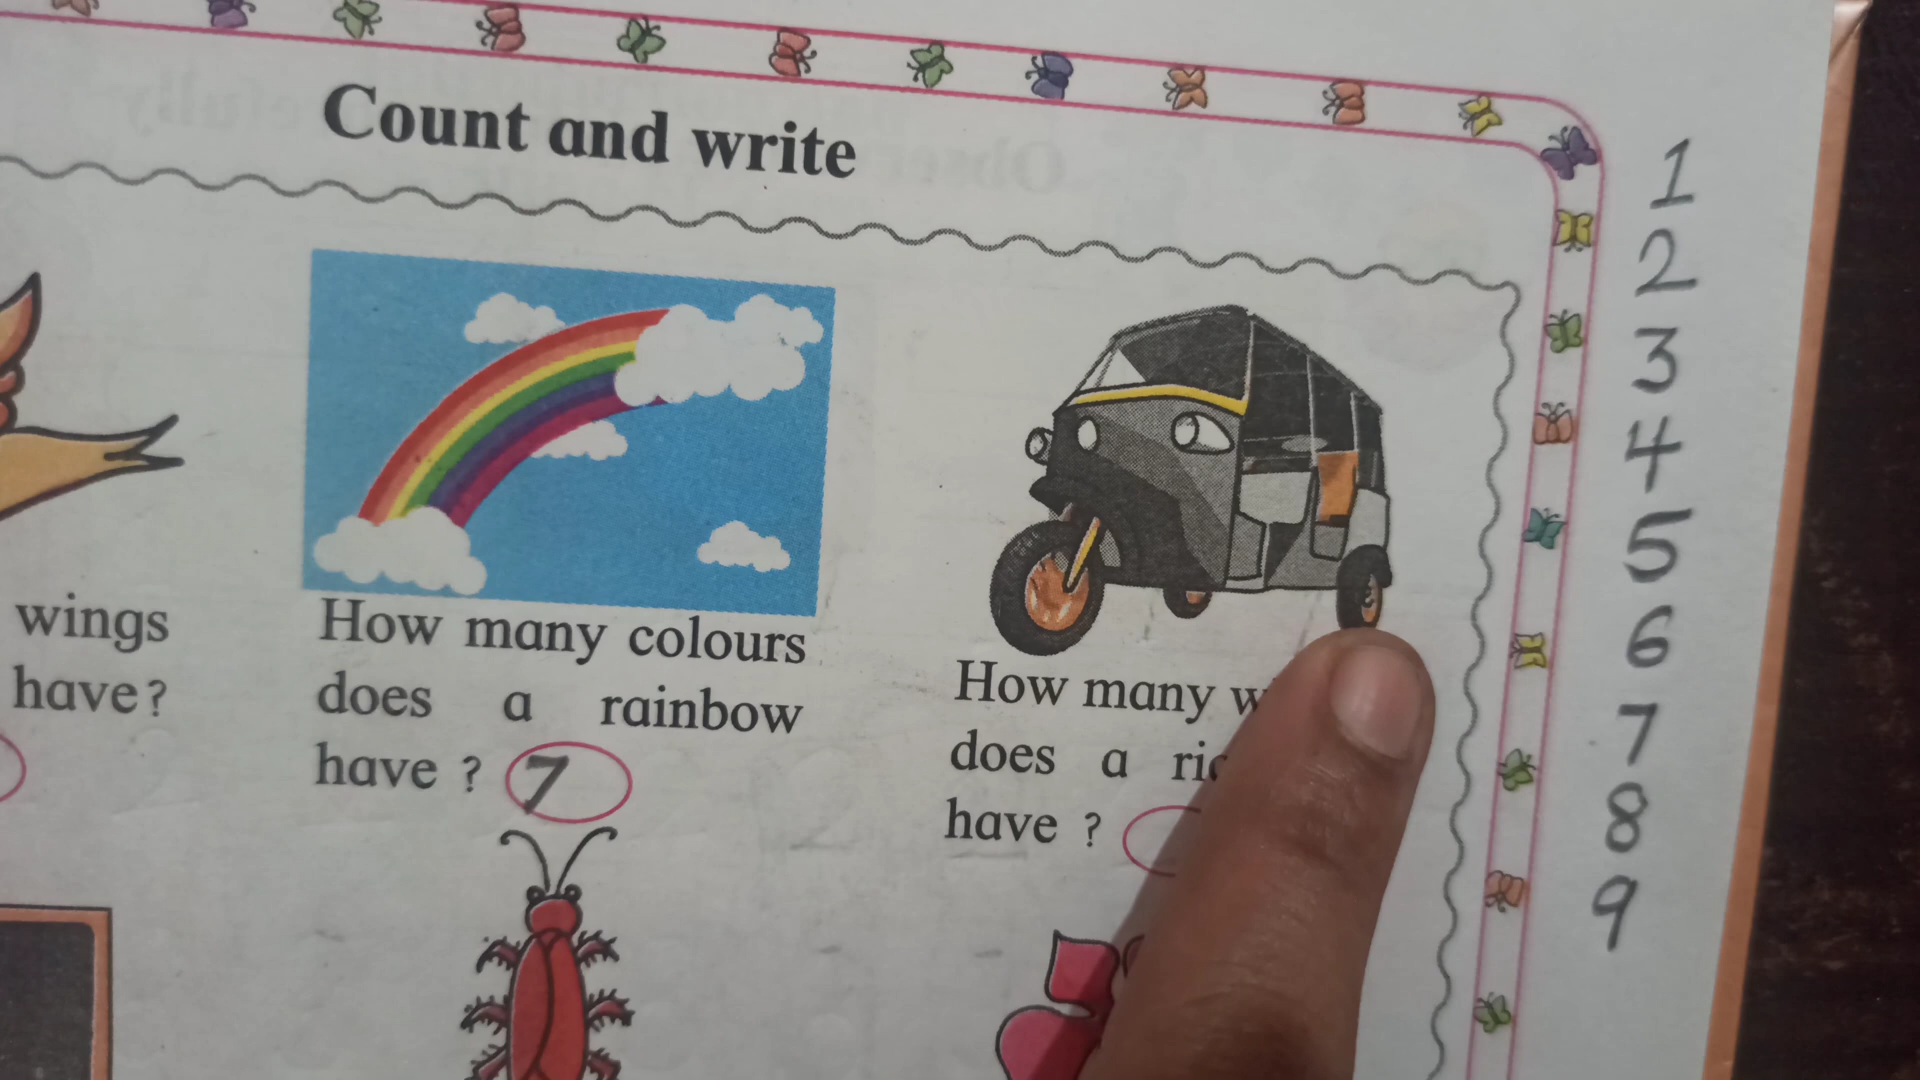 Count and write
wings
have?
How many colours
does a rainbow
have ? 7
How many
does a
have ?
1
2
3
4
5
6
7
8
9